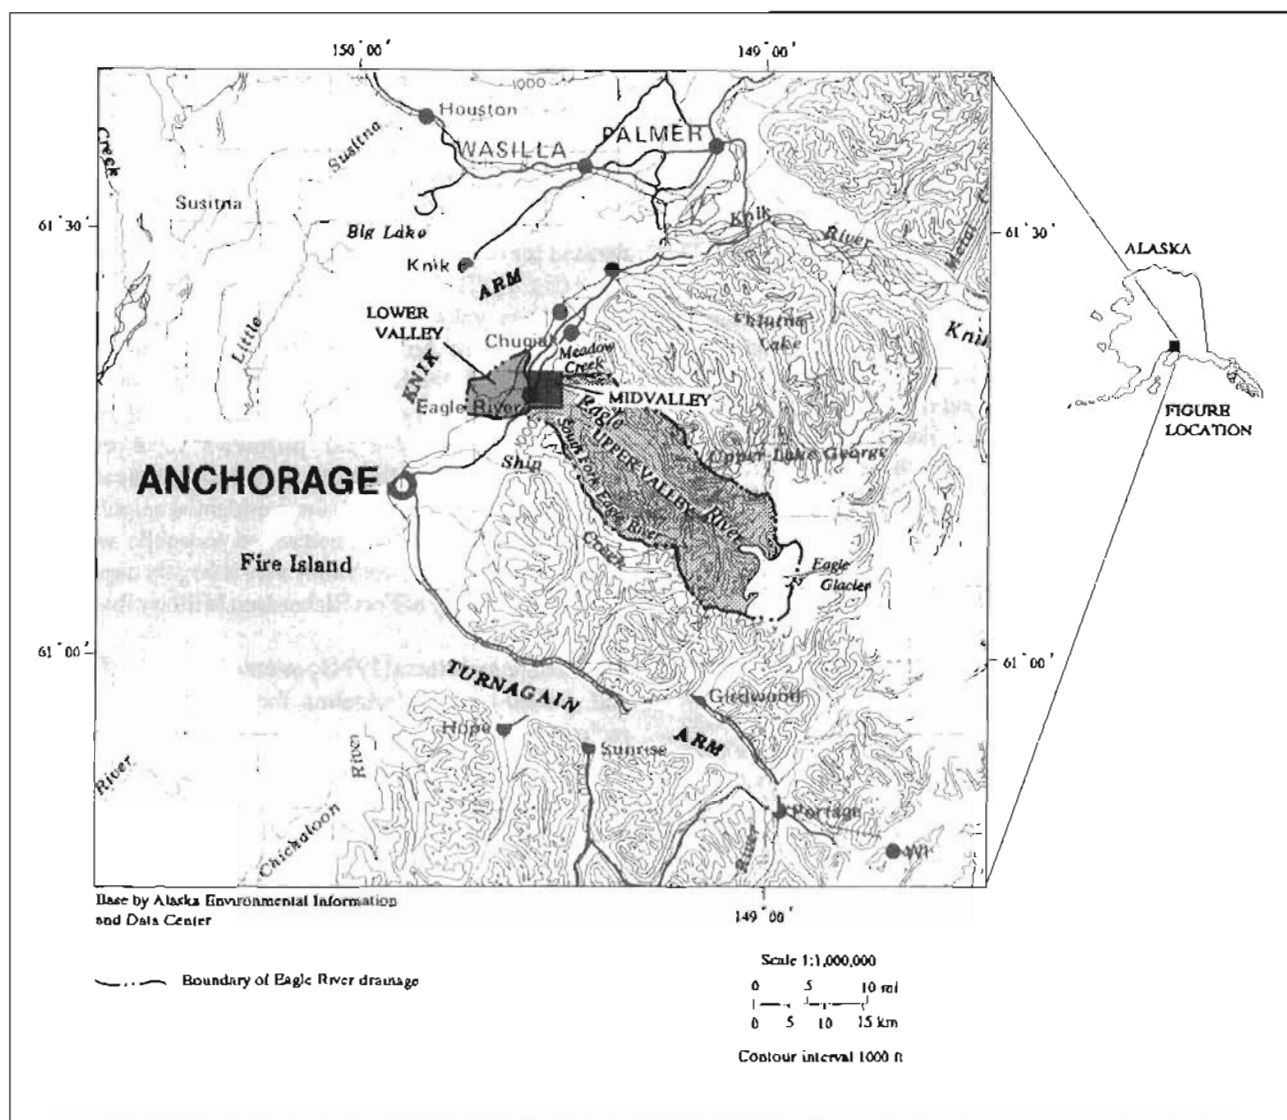 150°00'
149°00'
1000
Houston
PALMER
WASILLA
Creek
Susitna
Susitna
61°30'
Big Lake
Knik
River
61°30'
Knik
ARM
ALASKA
LOWER
VALLEY
Little
Lake
Chugiak
Meadow
Creek
KNIK
MIDVALLEY
Eagle River
Eagle
FIGURE
LOCATION
UPPER VALLEY
Upper Lake George
Ship
ANCHORAGE
South Fork Eagle River
River
Creek
Fire Island
Eagle
Glacier
61°00'
61°00'
TURNAGAIN
Girdwood
Hope
ARM
Sunrise
River
River
Portage
Chickaloon
River
149°00'
Base by Alaska Environmental Information
and Data Center
Boundary of Eagle River drainage
Scale 1:1,000,000
0 5 10 mi
0 5 10 15 km
Contour interval 1000 ft